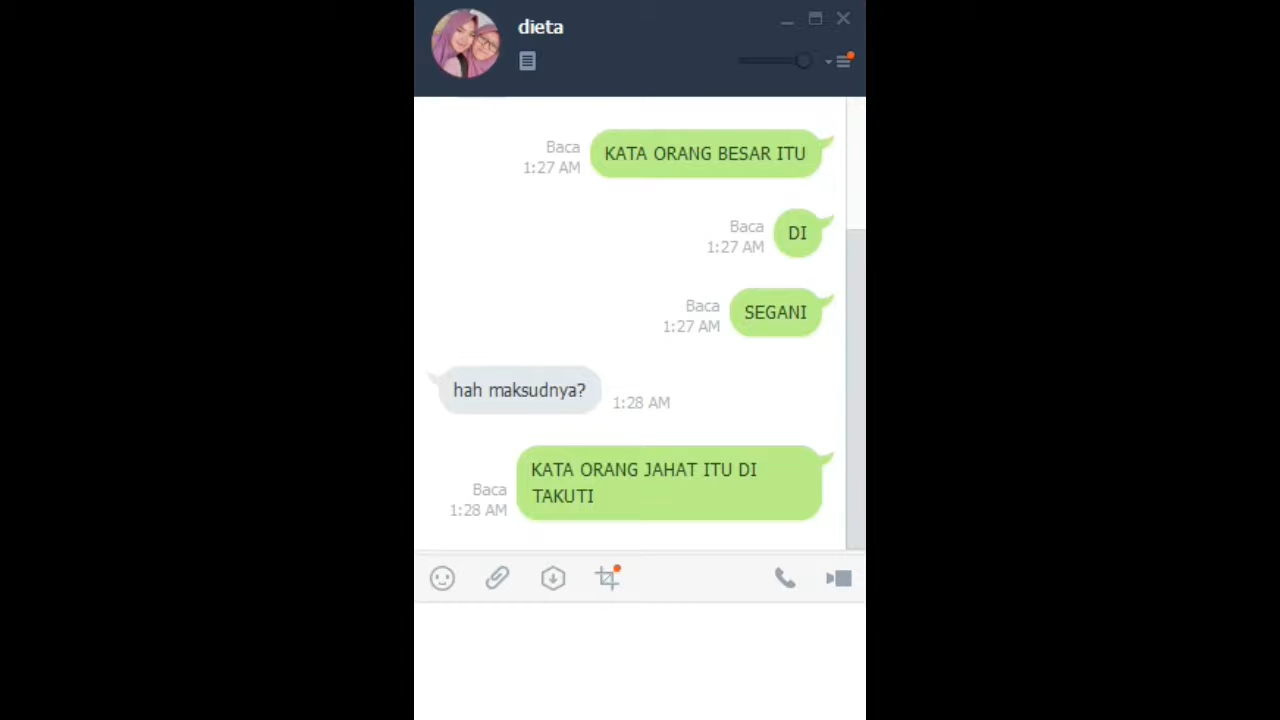 dieta
KATA ORANG BESAR ITU
Baca
1:27 AM
DI
Baca
1:27 AM
SEGANI
Baca
1:27 AM
hah maksudnya?
1:28 AM
KATA ORANG JAHAT ITU DI
TAKUTI
Baca
1:28 AM